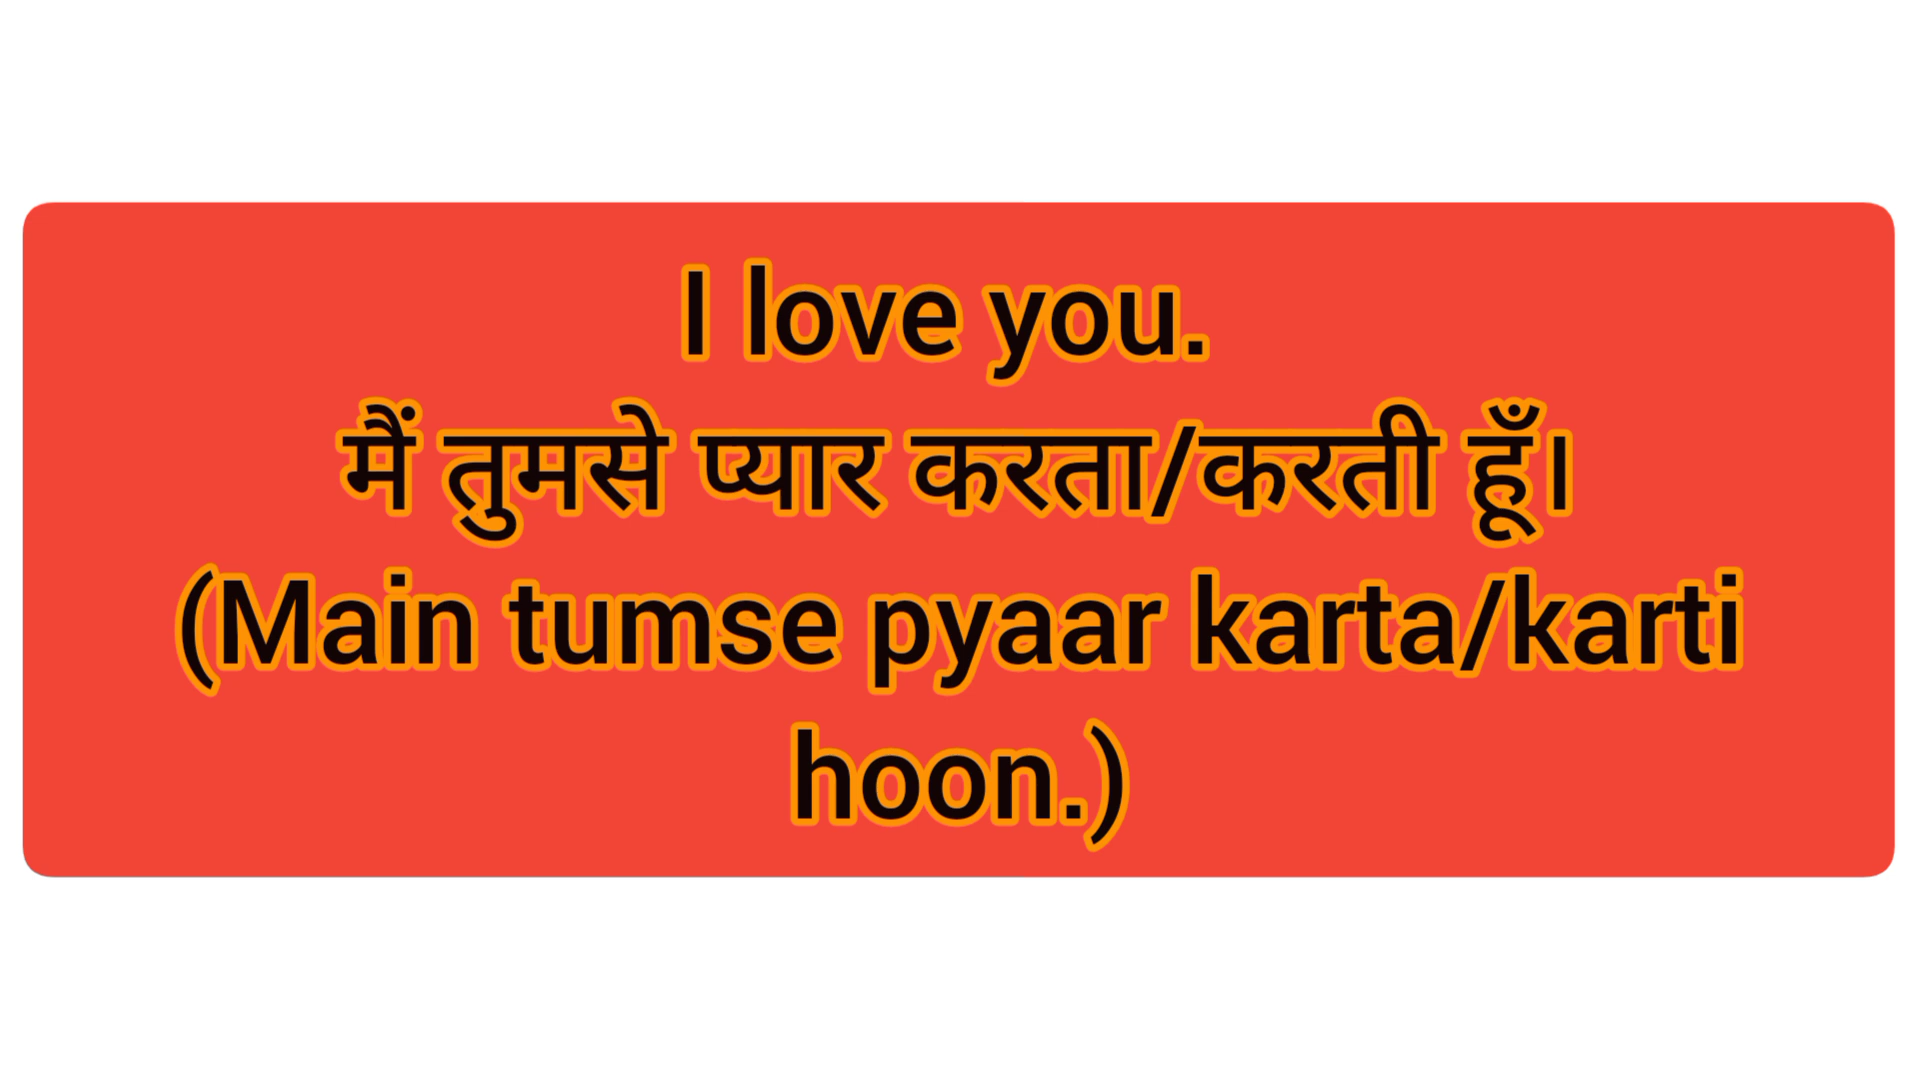 I love you.
मैं तुमसे प्यार करता/करती हूँ।
(Main tumse pyaar karta/karti
hoon.)